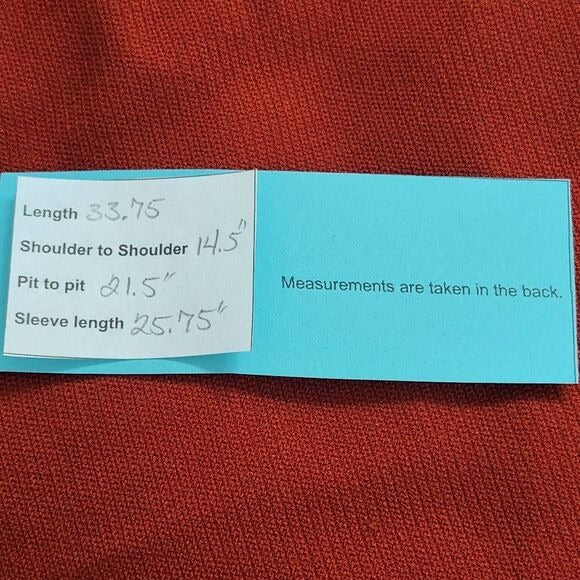 Length 33.75
Shoulder to Shoulder 14.5"
Pit to pit 21.5"
Sleeve length 25.75"
Measurements are taken in the back.